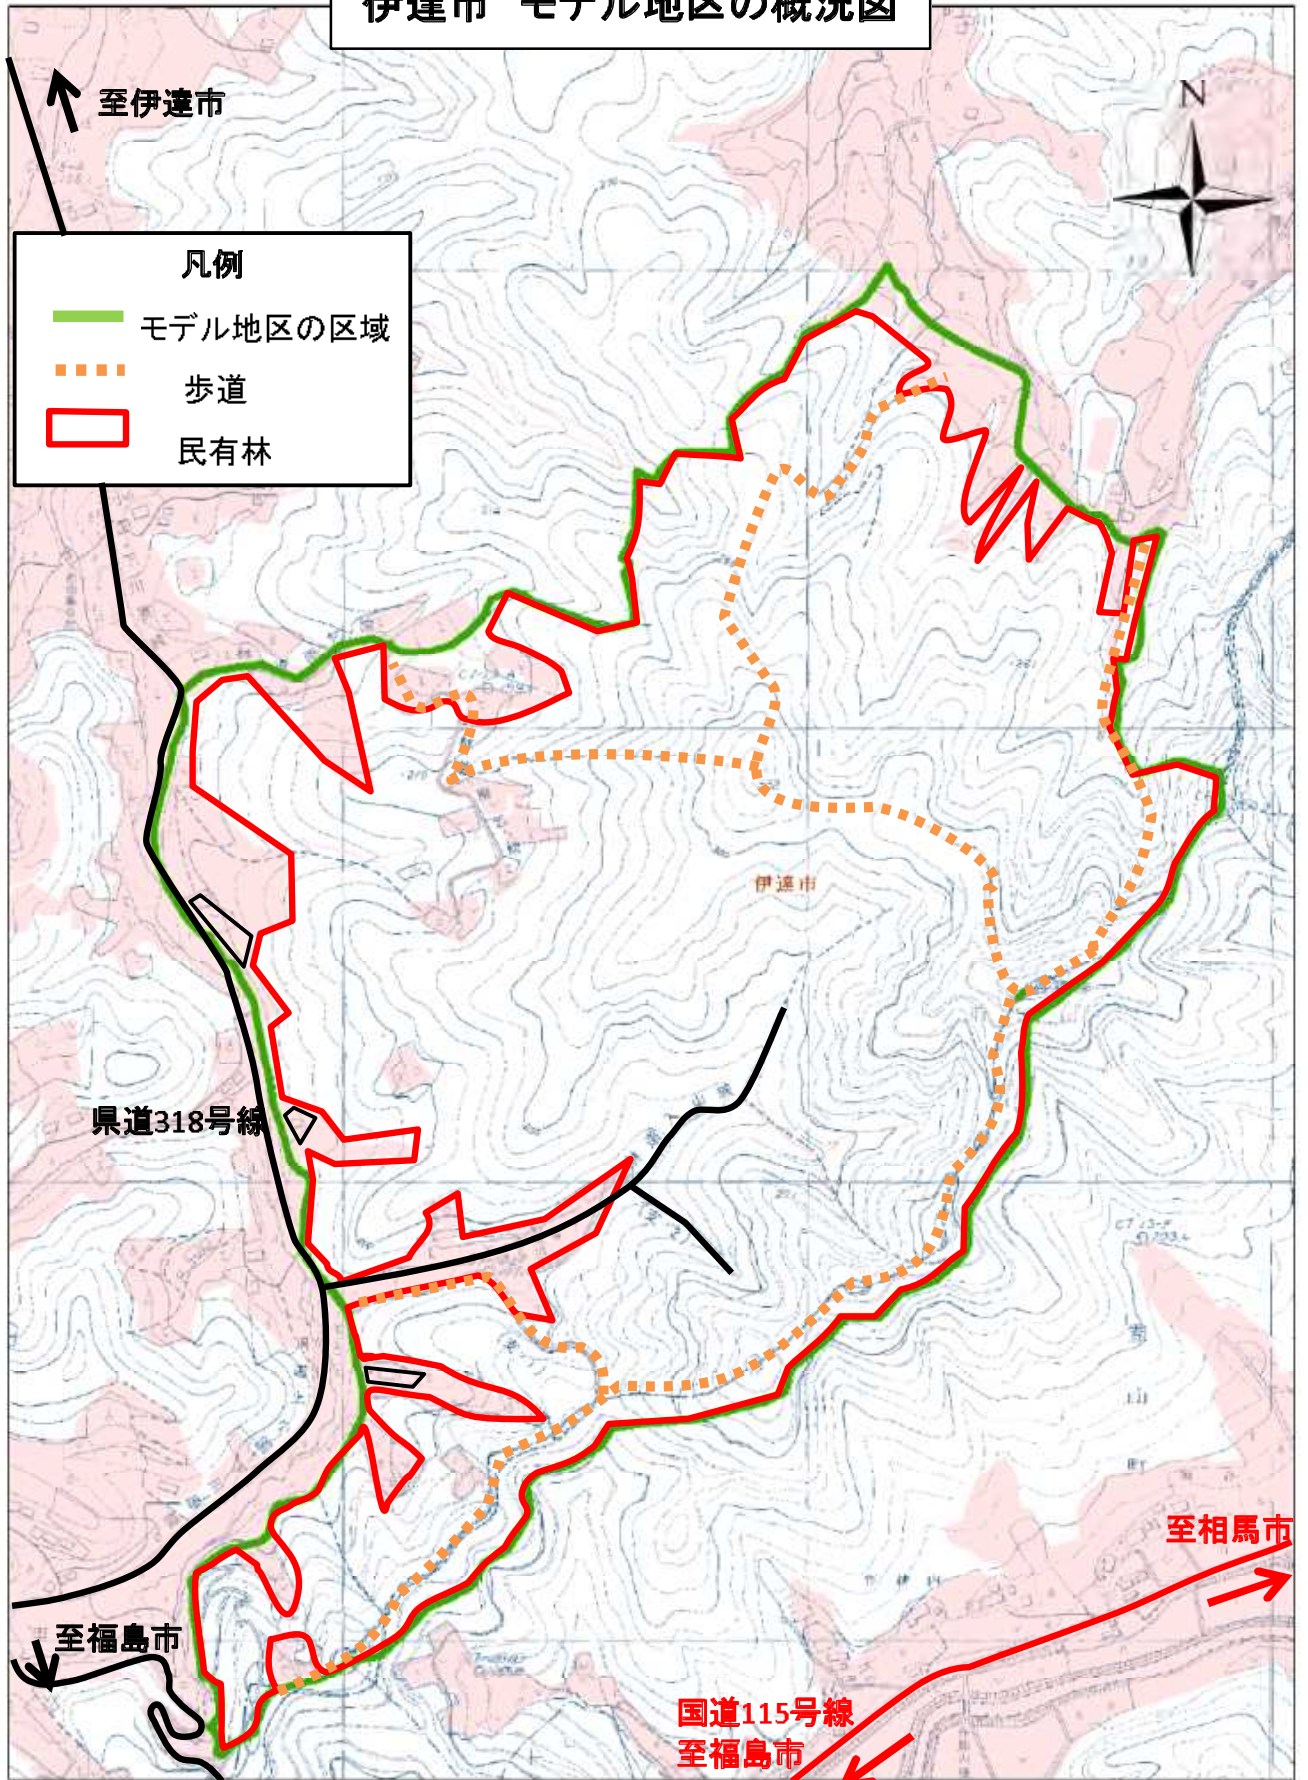 伊達市 モデル地区の概況図
至伊達市
N
凡例
モデル地区の区域
歩道
民有林
伊達市
県道318号線
至相馬市
至福島市
国道115号線
至福島市